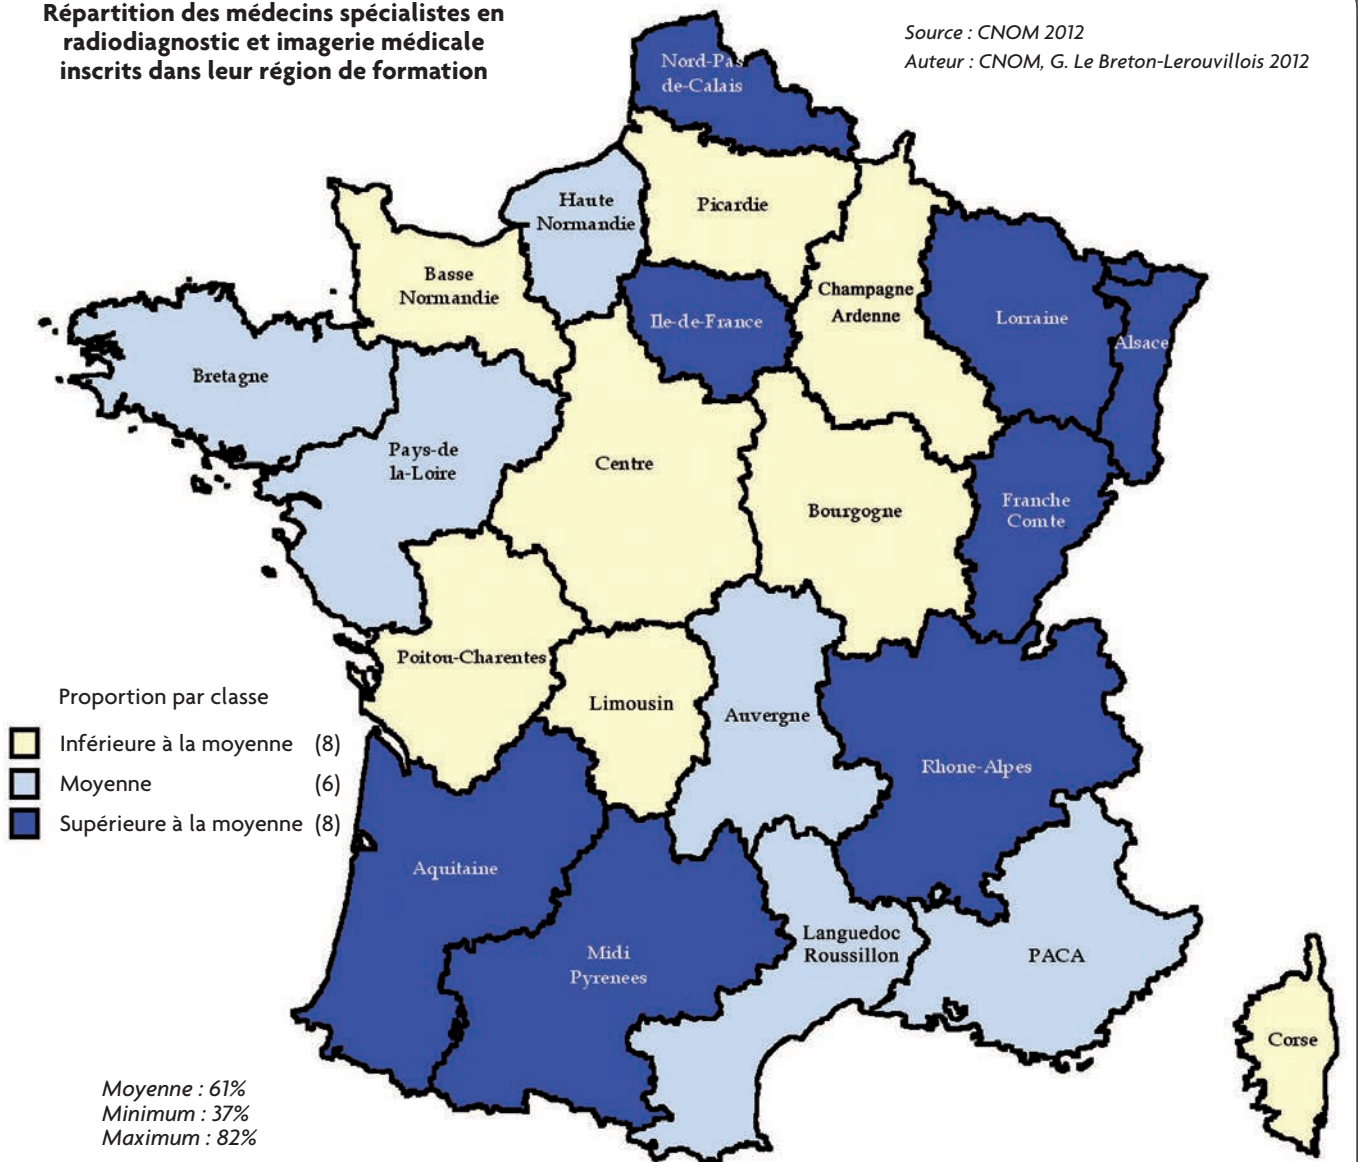 Répartition des médecins spécialistes en
radiodiagnostic et imagerie médicale
inscrits dans leur région de formation
Source : CNOM 2012
Auteur : CNOM, G. Le Breton-Lerouvillois 2012
Nord-Pas
de-Calais
Haute
Normandie
Picardie
Basse
Normandie
Champagne
Ardenne
Ile-de-France
Lorraine
Alsace
Bretagne
Pays-de
la-Loire
Centre
Bourgogne
Franche
Comte
Poitou-Charentes
Limousin
Auvergne
Rhone-Alpes
Proportion par classe
Inférieure à la moyenne (8)
Moyenne (6)
Supérieure à la moyenne (8)
Aquitaine
Midi
Pyrenees
Languedoc
Roussillon
PACA
Corse
Moyenne : 61%
Minimum : 37%
Maximum : 82%